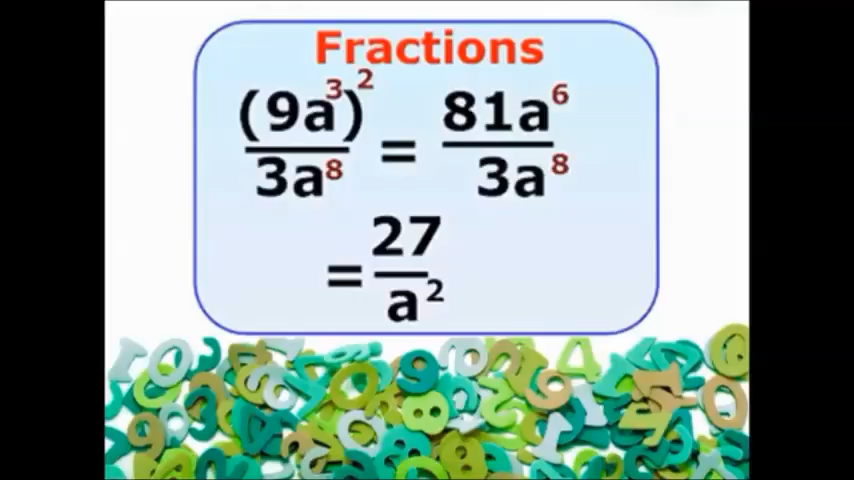 Fractions
(9a³)² / 3a⁸ = 81a⁶ / 3a⁸
= 27 / a²